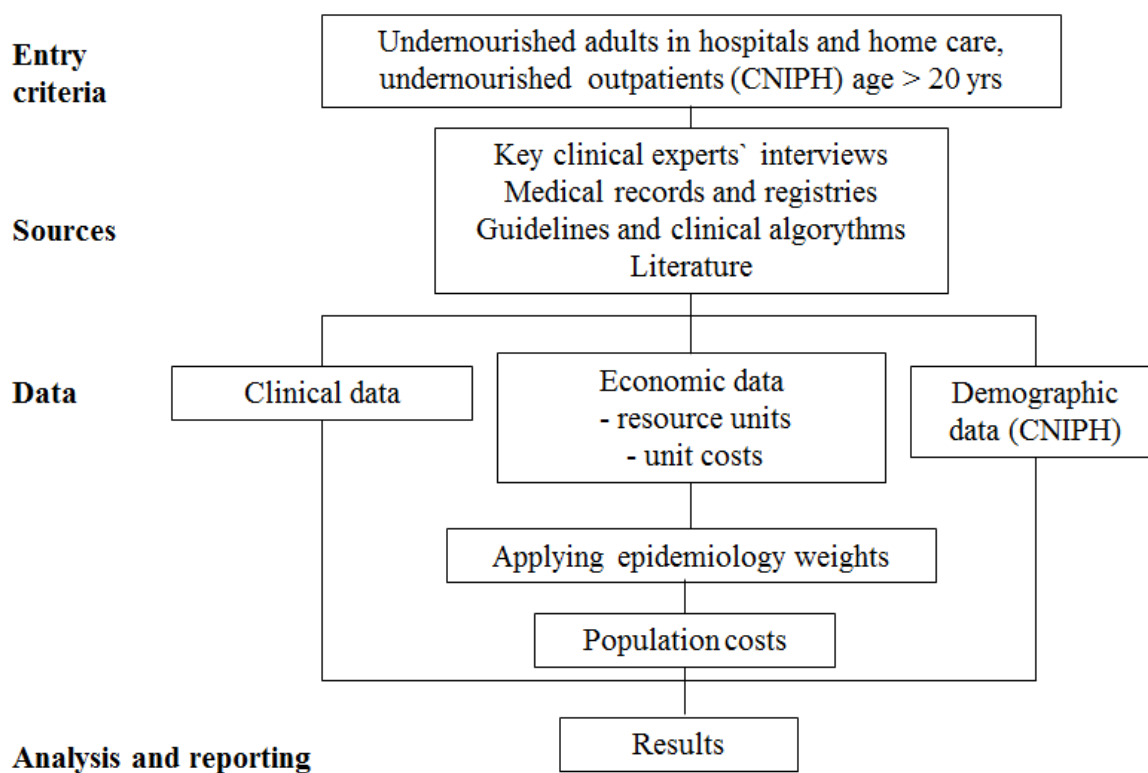 Entry
criteria
Undernourished adults in hospitals and home care,
undernourished outpatients (CNIPH) age > 20 yrs
Sources
Key clinical experts` interviews
Medical records and registries
Guidelines and clinical algorythms
Literature
Data
Clinical data
Economic data
- resource units
- unit costs
Demographic
data (CNIPH)
Applying epidemiology weights
Population costs
Analysis and reporting
Results